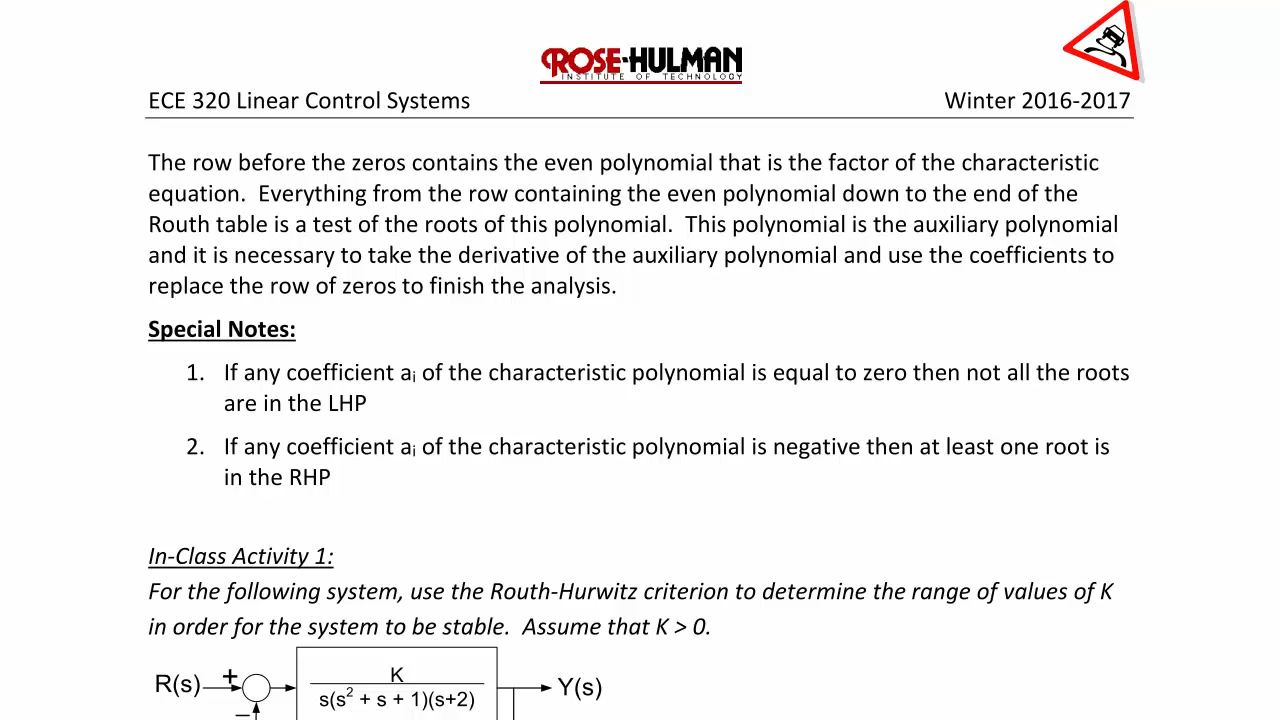 ROSE-HULMAN
INSTITUTE OF TECHNOLOGY
ECE 320 Linear Control Systems Winter 2016-2017
The row before the zeros contains the even polynomial that is the factor of the characteristic
equation. Everything from the row containing the even polynomial down to the end of the
Routh table is a test of the roots of this polynomial. This polynomial is the auxiliary polynomial
and it is necessary to take the derivative of the auxiliary polynomial and use the coefficients to
replace the row of zeros to finish the analysis.
Special Notes:
1. If any coefficient aᵢ of the characteristic polynomial is equal to zero then not all the roots
are in the LHP
2. If any coefficient aᵢ of the characteristic polynomial is negative then at least one root is
in the RHP
In-Class Activity 1:
For the following system, use the Routh-Hurwitz criterion to determine the range of values of K
in order for the system to be stable. Assume that K > 0.
R(s) + K Y(s)
s(s² + s + 1)(s+2)
–